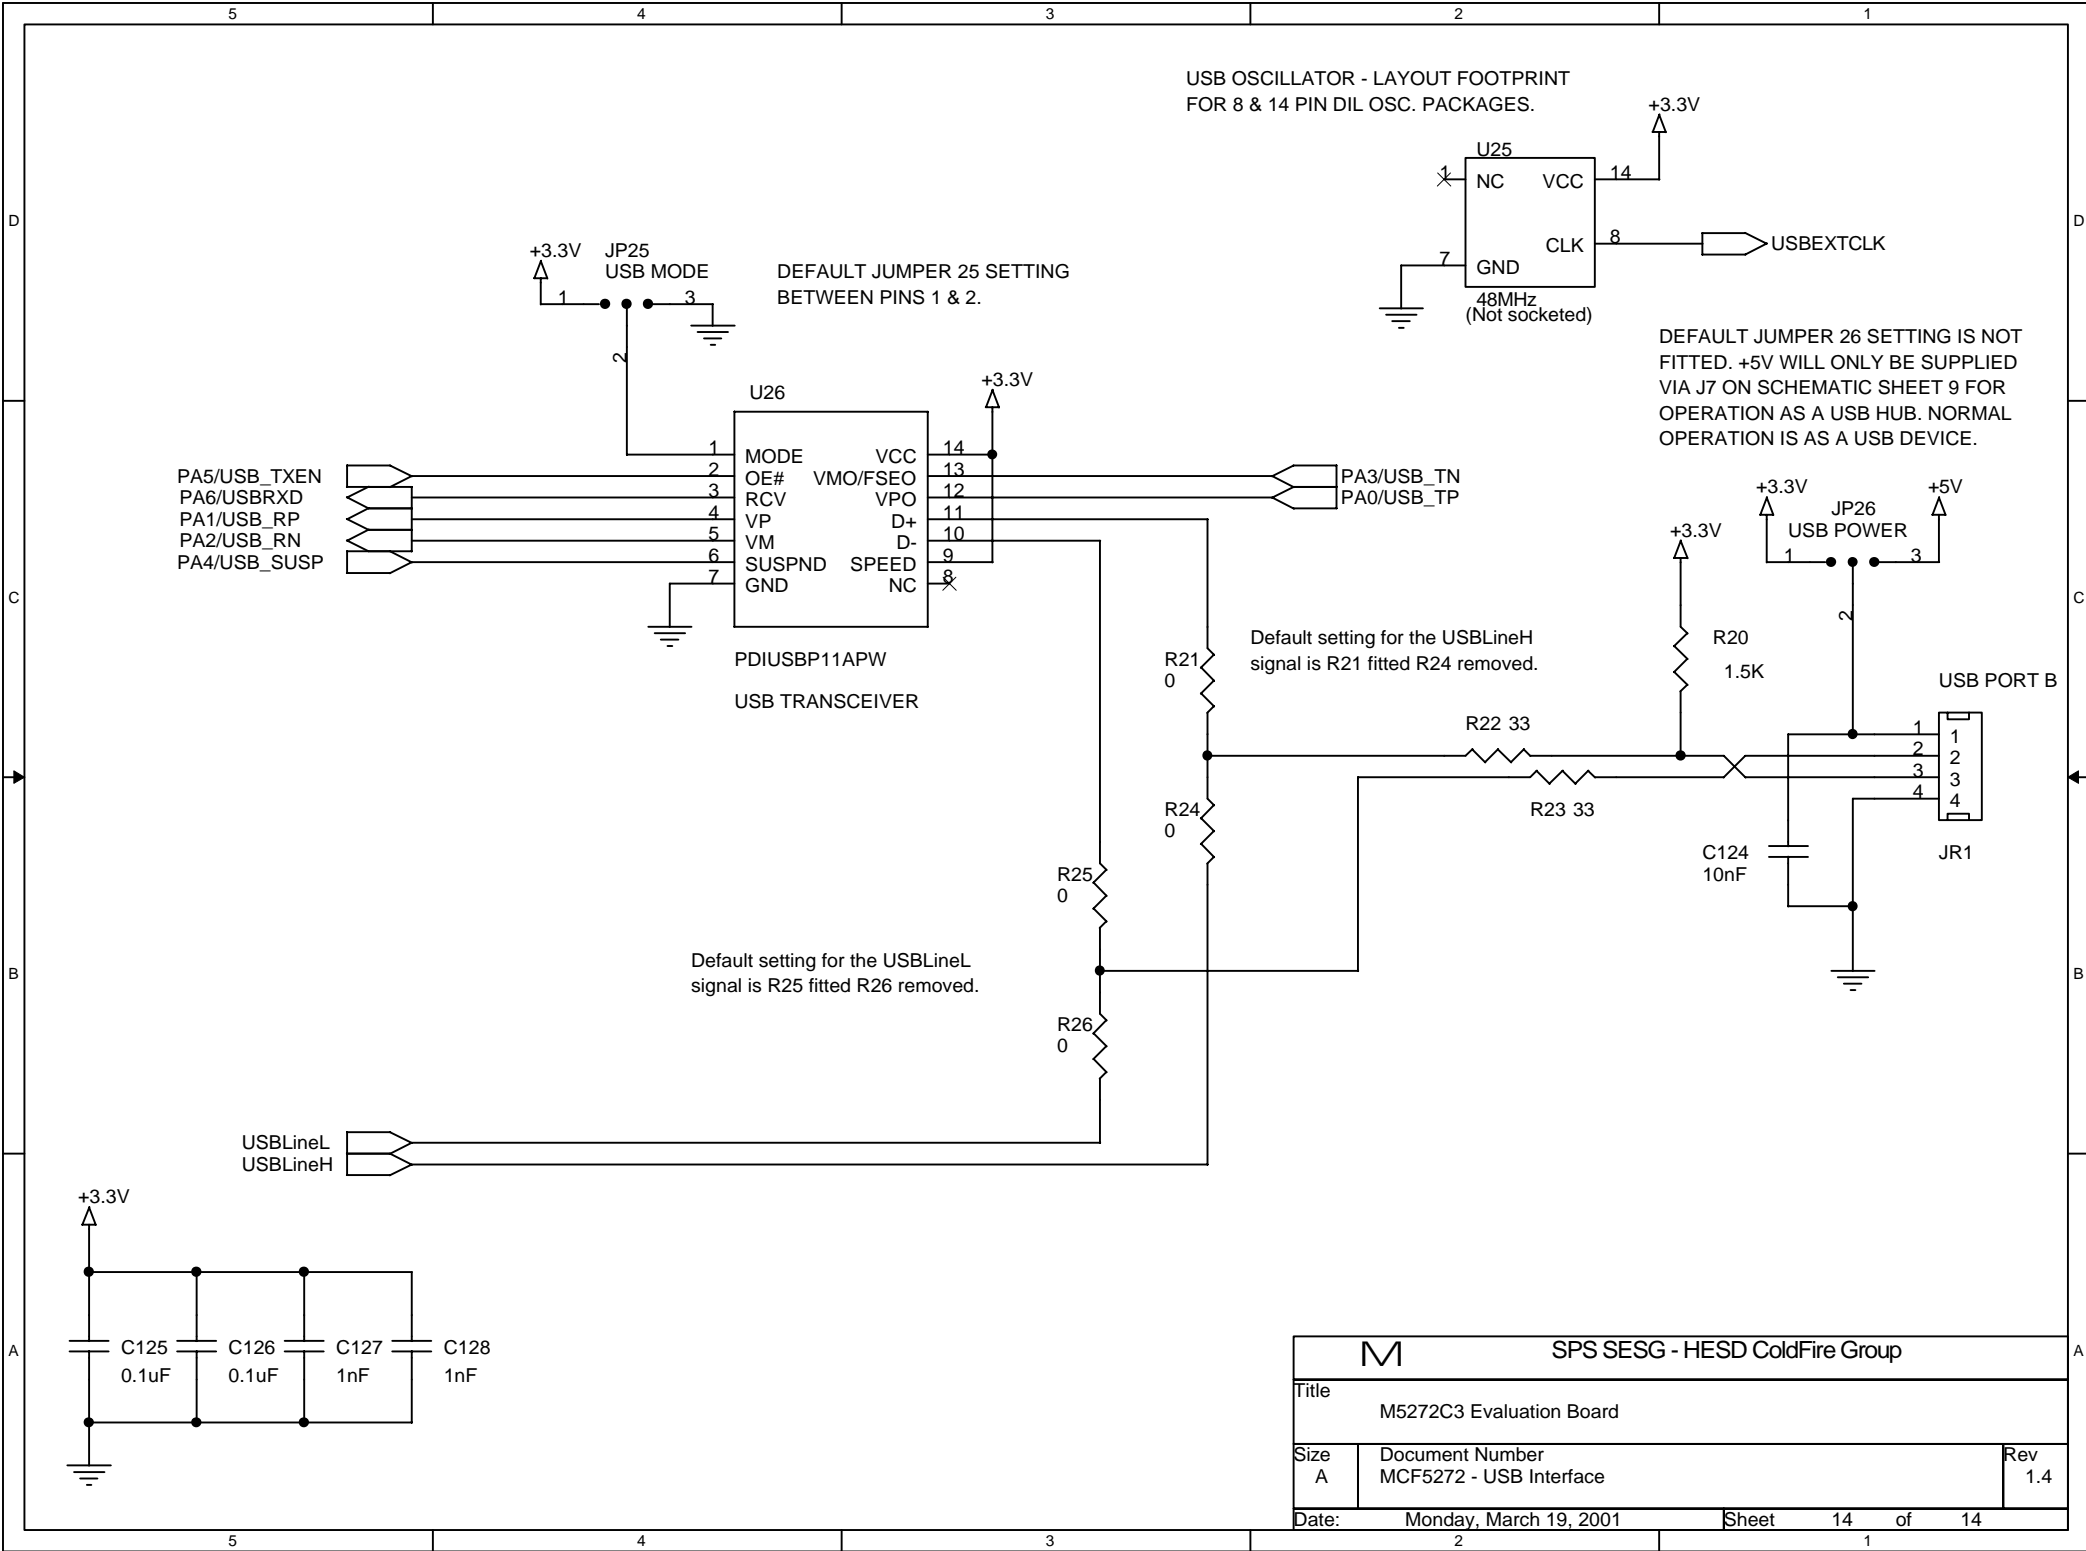 5 4 3 2 1
USB OSCILLATOR - LAYOUT FOOTPRINT
FOR 8 & 14 PIN DIL OSC. PACKAGES.
+3.3V
U25
1 NC VCC 14
CLK 8 USBEXTCLK
7 GND
48MHz
(Not socketed)
D D
+3.3V JP25
USB MODE
1 3
2
DEFAULT JUMPER 25 SETTING
BETWEEN PINS 1 & 2.
DEFAULT JUMPER 26 SETTING IS NOT
FITTED. +5V WILL ONLY BE SUPPLIED
VIA J7 ON SCHEMATIC SHEET 9 FOR
OPERATION AS A USB HUB. NORMAL
OPERATION IS AS A USB DEVICE.
U26
+3.3V
1 MODE VCC 14
PA5/USB_TXEN 2 OE# VMO/FSEO 13 PA3/USB_TN
PA6/USBRXD 3 RCV VPO 12 PA0/USB_TP
PA1/USB_RP 4 VP D+ 11
PA2/USB_RN 5 VM D- 10
PA4/USB_SUSP 6 SUSPND SPEED 9
7 GND NC 8
PDIUSBP11APW
USB TRANSCEIVER
+3.3V +5V
JP26
USB POWER
1 3
2
C C
+3.3V
R20
1.5K
R21
0
Default setting for the USBLineH
signal is R21 fitted R24 removed.
USB PORT B
R22 33
R23 33
1 1
2 2
3 3
4 4
JR1
R24
0
C124
10nF
R25
0
Default setting for the USBLineL
signal is R25 fitted R26 removed.
B B
R26
0
USBLineL
USBLineH
+3.3V
C125
0.1uF
C126
0.1uF
C127
1nF
C128
1nF
A A
M SPS SESG - HESD ColdFire Group
Title
M5272C3 Evaluation Board
Size
A
Document Number
MCF5272 - USB Interface
Rev
1.4
Date: Monday, March 19, 2001 Sheet 14 of 14
5 4 3 2 1